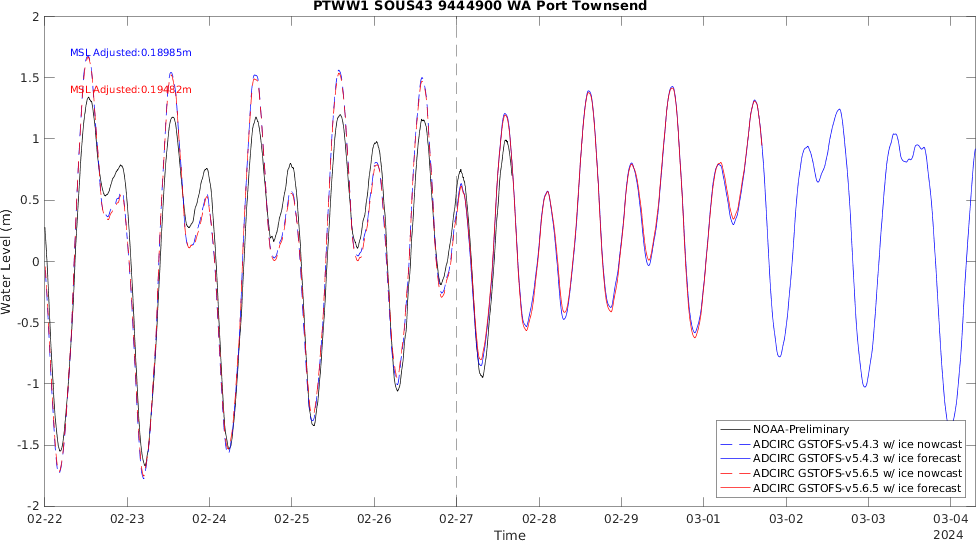 PTWW1 SOUS43 9444900 WA Port Townsend
Water Level (m)
2
1.5
1
0.5
0
-0.5
-1
-1.5
-2
MSL Adjusted:0.18985m
MSL Adjusted:0.19482m
NOAA-Preliminary
ADCIRC GSTOFS-v5.4.3 w/ ice nowcast
ADCIRC GSTOFS-v5.4.3 w/ ice forecast
ADCIRC GSTOFS-v5.6.5 w/ ice nowcast
ADCIRC GSTOFS-v5.6.5 w/ ice forecast
02-22 02-23 02-24 02-25 02-26 02-27 02-28 02-29 03-01 03-02 03-03 03-04
2024
Time